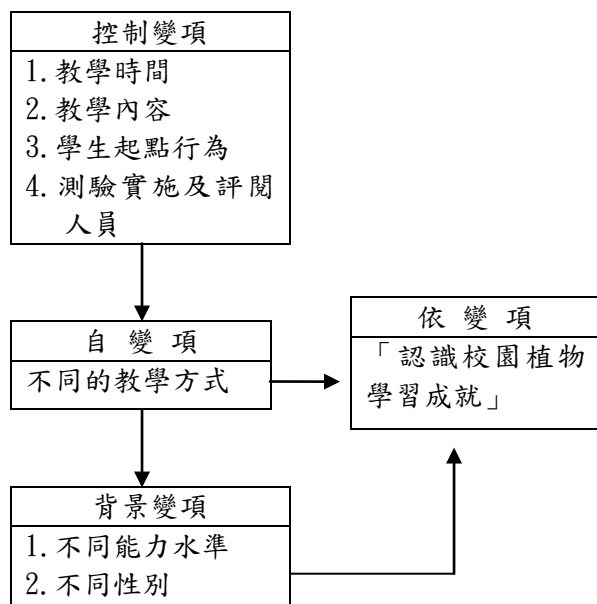 控制變項
1.教學時間
2.教學內容
3.學生起點行為
4.測驗實施及評閱
人員
自 變 項
不同的教學方式
依 變 項
「認識校園植物
學習成就」
背景變項
1.不同能力水準
2.不同性別